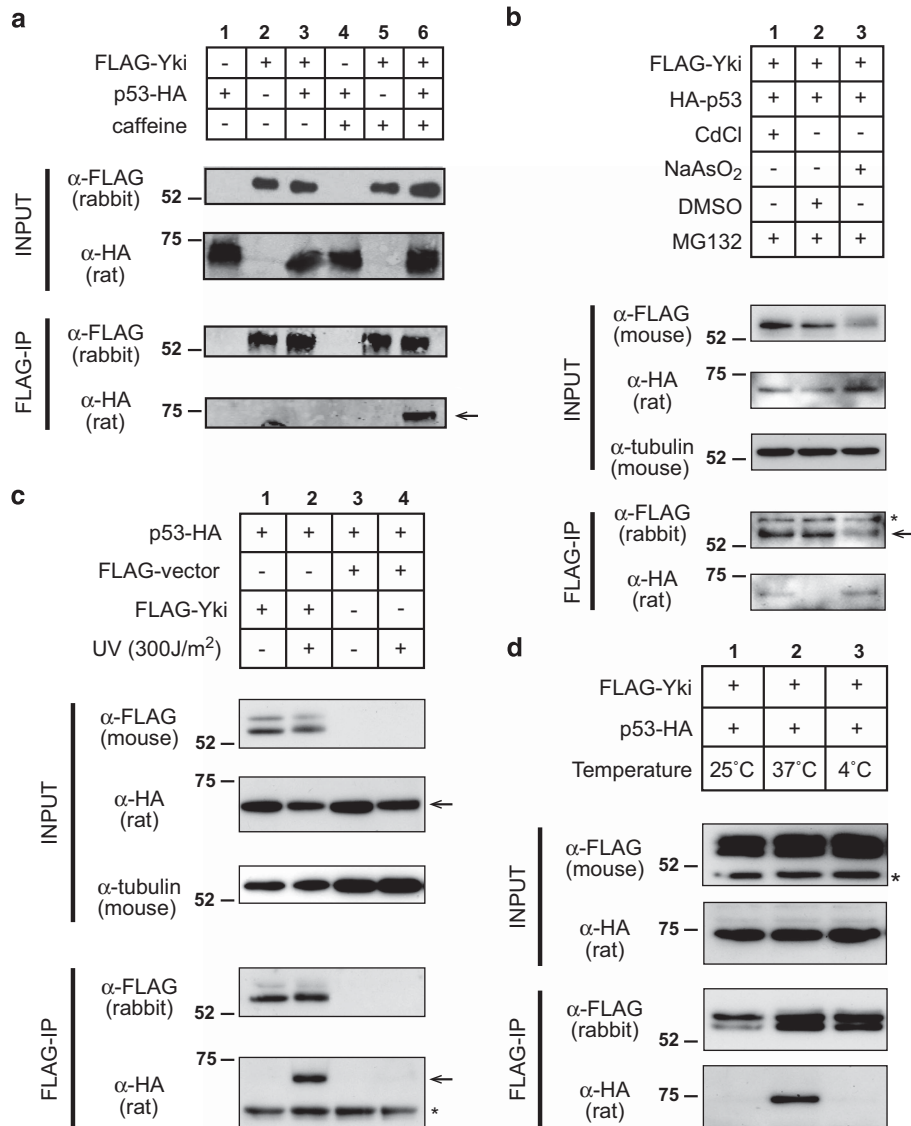 a
1 2 3 4 5 6
FLAG-Yki - + + - + +
p53-HA + - + + - +
caffeine - - - + + +
INPUT
α-FLAG
(rabbit)
52
α-HA
(rat)
75
FLAG-IP
α-FLAG
(rabbit)
52
α-HA
(rat)
75
b
1 2 3
FLAG-Yki + + +
HA-p53 + + +
CdCl + - -
NaAsO2 - - +
DMSO - + -
MG132 + + +
INPUT
α-FLAG
(mouse)
52
α-HA
(rat)
75
α-tubulin
(mouse)
52
FLAG-IP
α-FLAG
(rabbit)
52
*
α-HA
(rat)
75
c
1 2 3 4
p53-HA + + + +
FLAG-vector - - + +
FLAG-Yki + + - -
UV (300J/m2) - + - +
INPUT
α-FLAG
(mouse)
52
α-HA
(rat)
75
α-tubulin
(mouse)
52
FLAG-IP
α-FLAG
(rabbit)
52
α-HA
(rat)
75
*
d
1 2 3
FLAG-Yki + + +
p53-HA + + +
Temperature 25°C 37°C 4°C
INPUT
α-FLAG
(mouse)
52
*
α-HA
(rat)
75
FLAG-IP
α-FLAG
(rabbit)
52
α-HA
(rat)
75